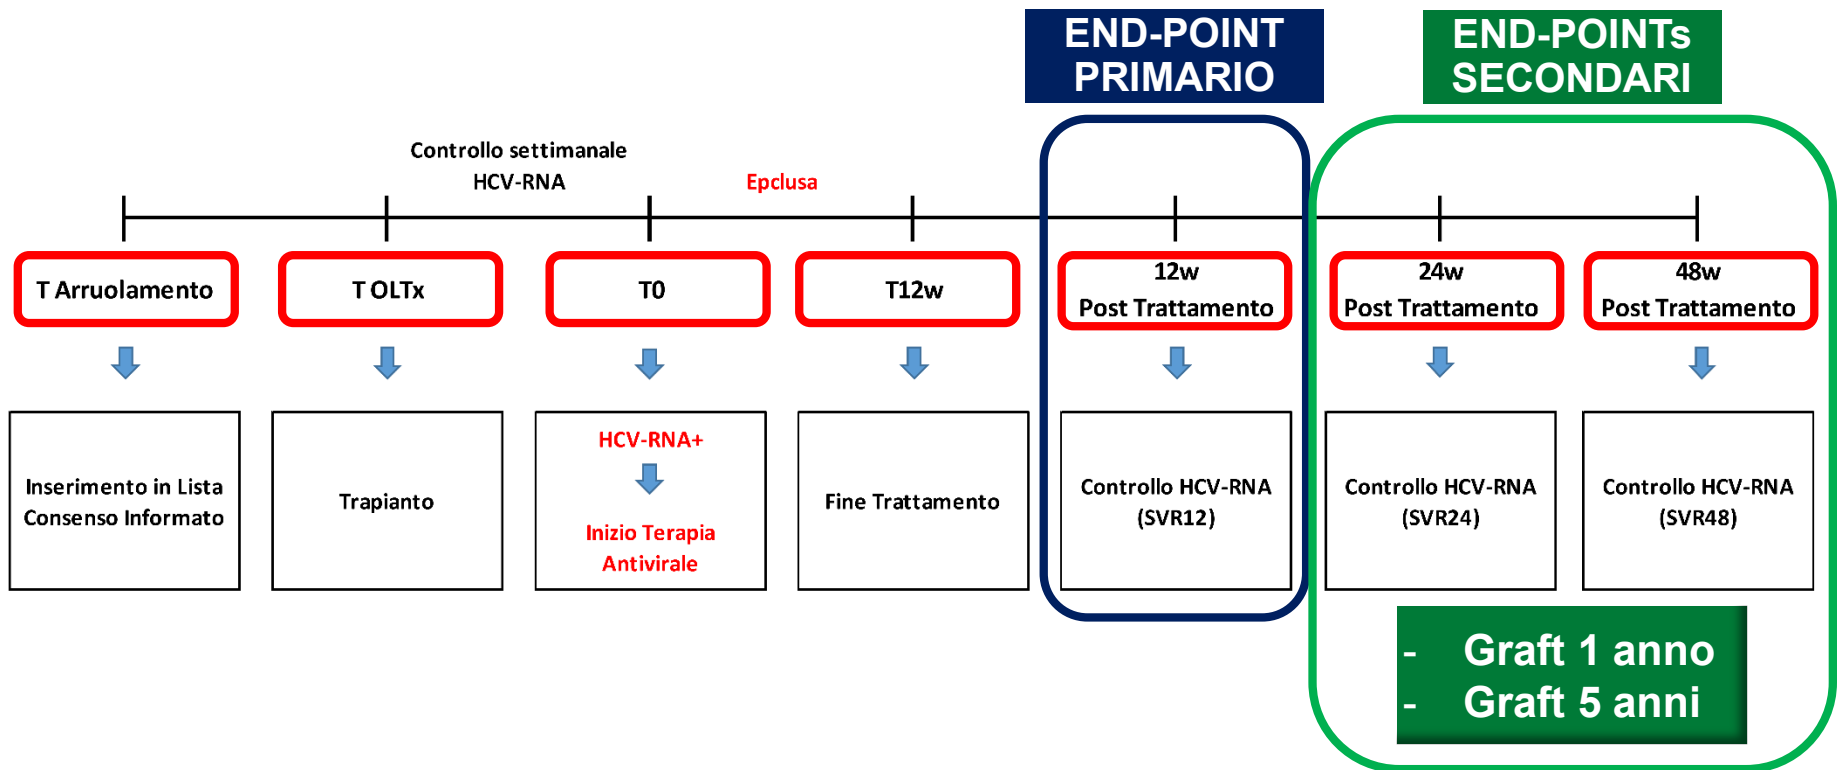 END-POINT
PRIMARIO
END-POINTs
SECONDARI
Controllo settimanale
HCV-RNA
Epclusa
T Arruolamento
T OLTx
T0
T12w
12w
Post Trattamento
24w
Post Trattamento
48w
Post Trattamento
Inserimento in Lista
Consenso Informato
Trapianto
HCV-RNA+
Inizio Terapia
Antivirale
Fine Trattamento
Controllo HCV-RNA
(SVR12)
Controllo HCV-RNA
(SVR24)
Controllo HCV-RNA
(SVR48)
- Graft 1 anno
- Graft 5 anni